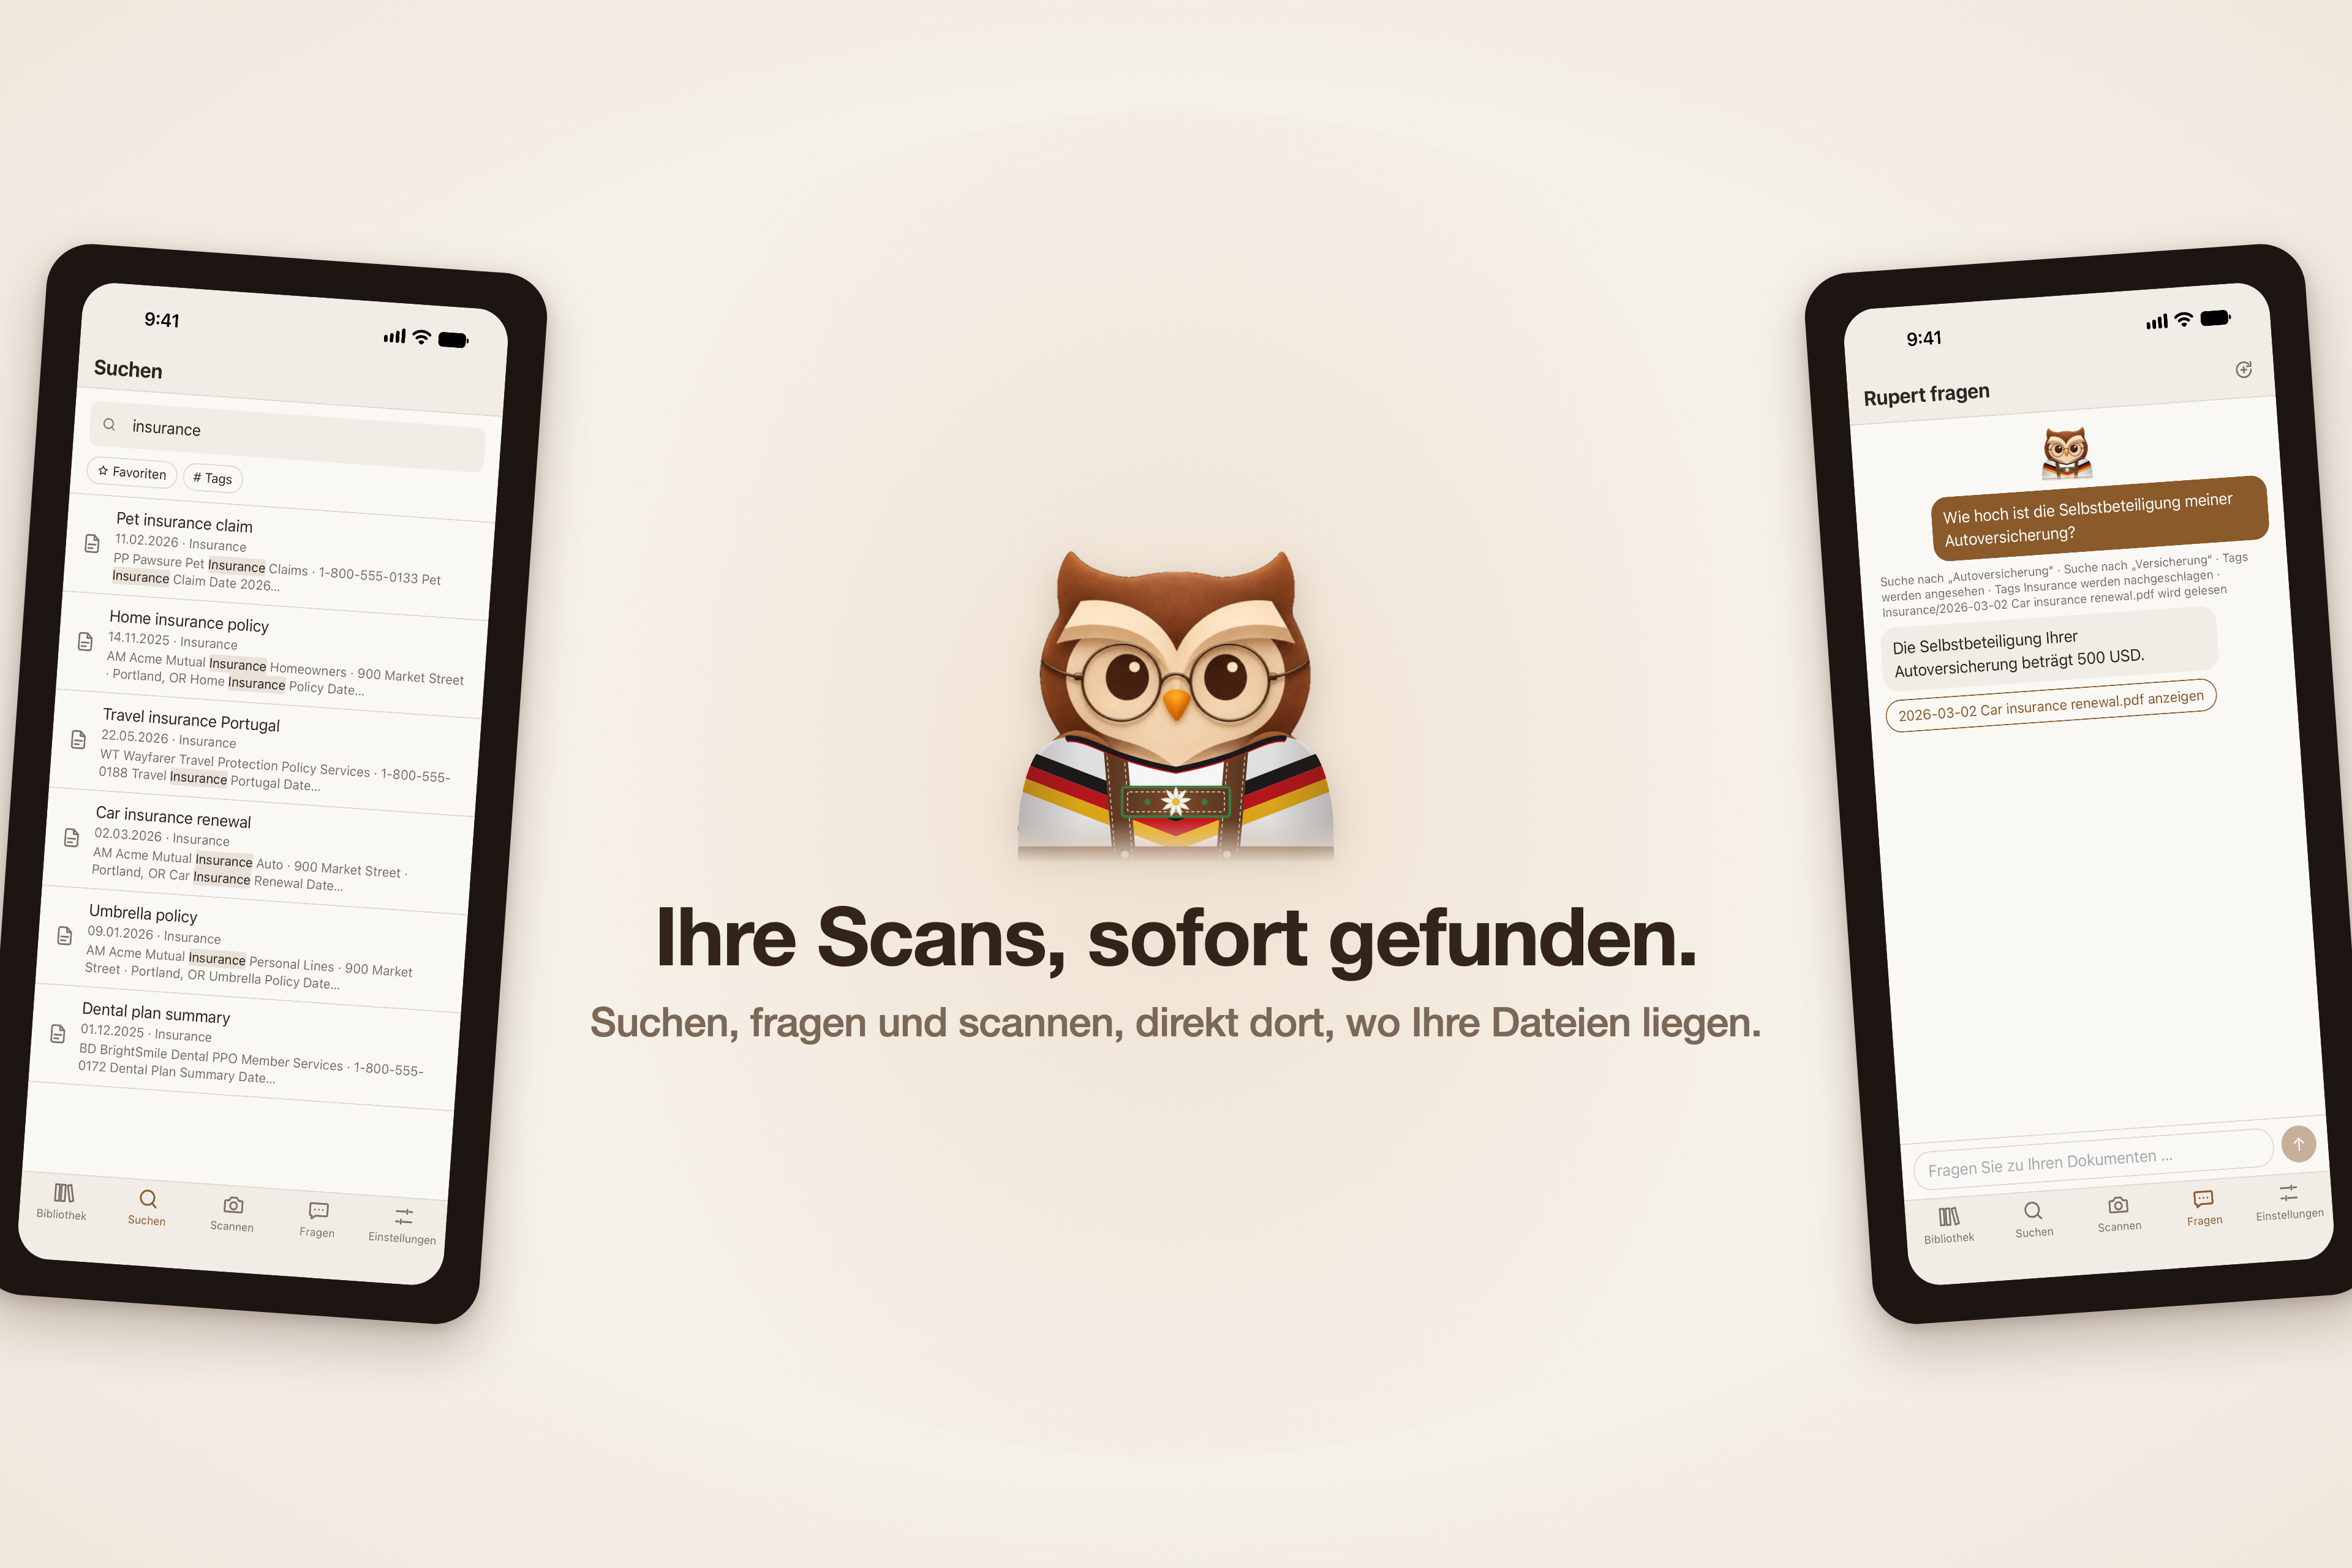 9:41
Suchen
insurance
Favoriten
# Tags
Pet insurance claim
11.02.2026 · Insurance
PP Pawsure Pet Insurance Claims · 1-800-555-0133 Pet
Insurance Claim Date 2026...
Home insurance policy
14.11.2025 · Insurance
AM Acme Mutual Insurance Homeowners · 900 Market Street
· Portland, OR Home Insurance Policy Date...
Travel insurance Portugal
22.05.2026 · Insurance
WT Wayfarer Travel Protection Policy Services · 1-800-555-
0188 Travel Insurance Portugal Date...
Car insurance renewal
02.03.2026 · Insurance
AM Acme Mutual Insurance Auto · 900 Market Street ·
Portland, OR Car Insurance Renewal Date...
Umbrella policy
09.01.2026 · Insurance
AM Acme Mutual Insurance Personal Lines · 900 Market
Street · Portland, OR Umbrella Policy Date...
Dental plan summary
01.12.2025 · Insurance
BD BrightSmile Dental PPO Member Services · 1-800-555-
0172 Dental Plan Summary Date...
Bibliothek
Suchen
Scannen
Fragen
Einstellungen
Ihre Scans, sofort gefunden.
Suchen, fragen und scannen, direkt dort, wo Ihre Dateien liegen.
9:41
Rupert fragen
Wie hoch ist die Selbstbeteiligung meiner
Autoversicherung?
Suche nach „Autoversicherung“ · Suche nach „Versicherung“ · Tags
werden angesehen · Tags Insurance werden nachgeschlagen ·
Insurance/2026-03-02 Car insurance renewal.pdf wird gelesen
Die Selbstbeteiligung Ihrer
Autoversicherung beträgt 500 USD.
2026-03-02 Car insurance renewal.pdf anzeigen
Fragen Sie zu Ihren Dokumenten ...
Bibliothek
Suchen
Scannen
Fragen
Einstellungen